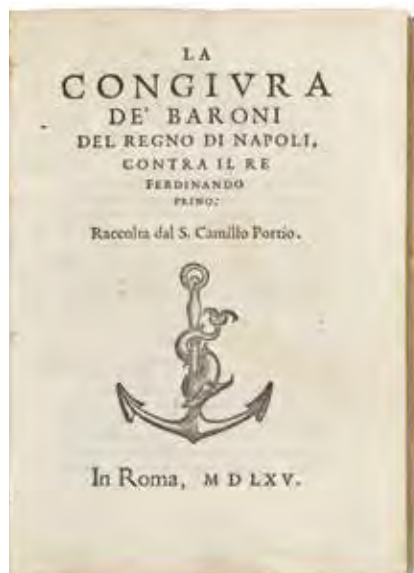 LA
CONGIVRA
DE' BARONI
DEL REGNO DI NAPOLI,
CONTRA IL RE
FERDINANDO
PRIMO:
Raccolta dal S. Camillo Portio.
In Roma, M D LXV.